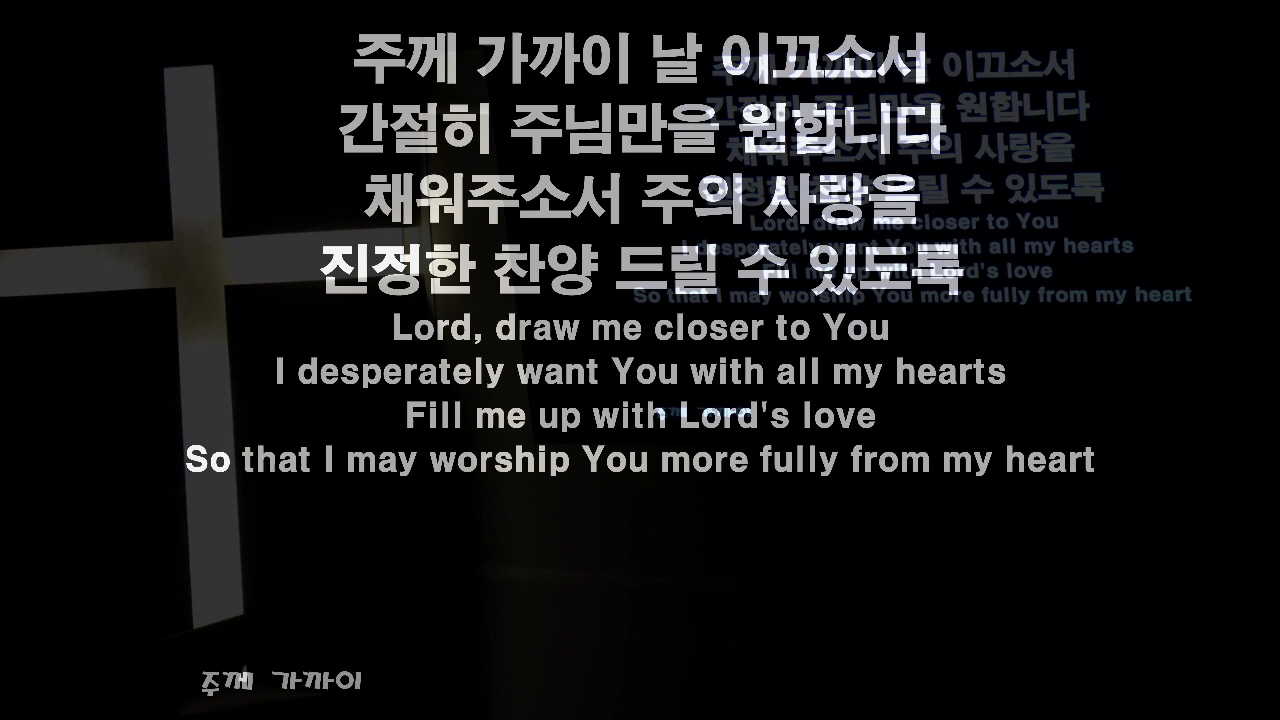 주께 가까이 날 이끄소서
간절히 주님만을 원합니다
채워주소서 주의 사랑을
진정한 찬양 드릴 수 있도록
Lord, draw me closer to You
I desperately want You with all my hearts
Fill me up with Lord's love
So that I may worship You more fully from my heart
주께 가까이